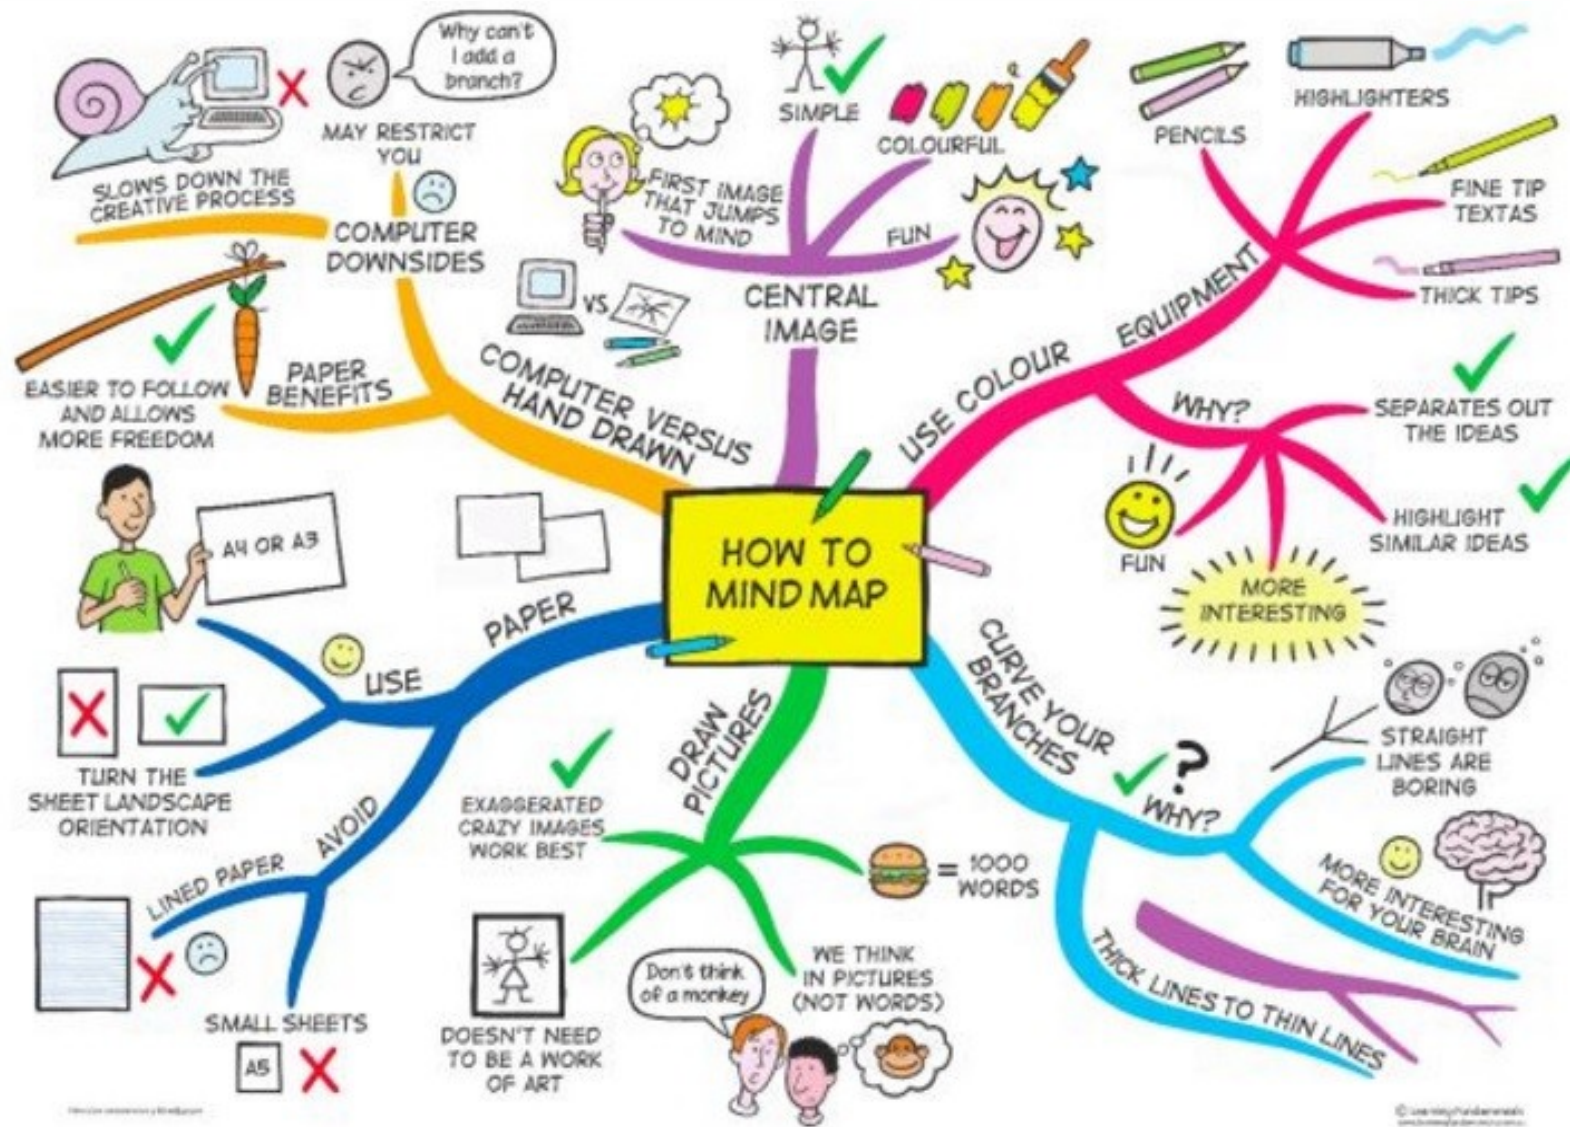 HOW TO
MIND MAP
CENTRAL
IMAGE
FIRST IMAGE
THAT JUMPS
TO MIND
SIMPLE
COLOURFUL
FUN
USE COLOUR
EQUIPMENT
PENCILS
HIGHLIGHTERS
FINE TIP
TEXTAS
THICK TIPS
WHY?
SEPARATES OUT
THE IDEAS
HIGHLIGHT
SIMILAR IDEAS
MORE
INTERESTING
FUN
CURVE YOUR
BRANCHES
?
WHY?
STRAIGHT
LINES ARE
BORING
MORE INTERESTING
FOR YOUR BRAIN
THICK LINES TO THIN LINES
DRAW
PICTURES
= 1000
WORDS
WE THINK
IN PICTURES
(NOT WORDS)
Don't think
of a monkey
DOESN'T NEED
TO BE A WORK
OF ART
EXAGGERATED
CRAZY IMAGES
WORK BEST
PAPER
USE
A4 OR A3
TURN THE
SHEET LANDSCAPE
ORIENTATION
AVOID
LINED PAPER
SMALL SHEETS
A5
COMPUTER VERSUS
HAND DRAWN
VS
PAPER
BENEFITS
EASIER TO FOLLOW
AND ALLOWS
MORE FREEDOM
COMPUTER
DOWNSIDES
SLOWS DOWN THE
CREATIVE PROCESS
MAY RESTRICT
YOU
Why can't
I add a
branch?
© Learning Fundamentals